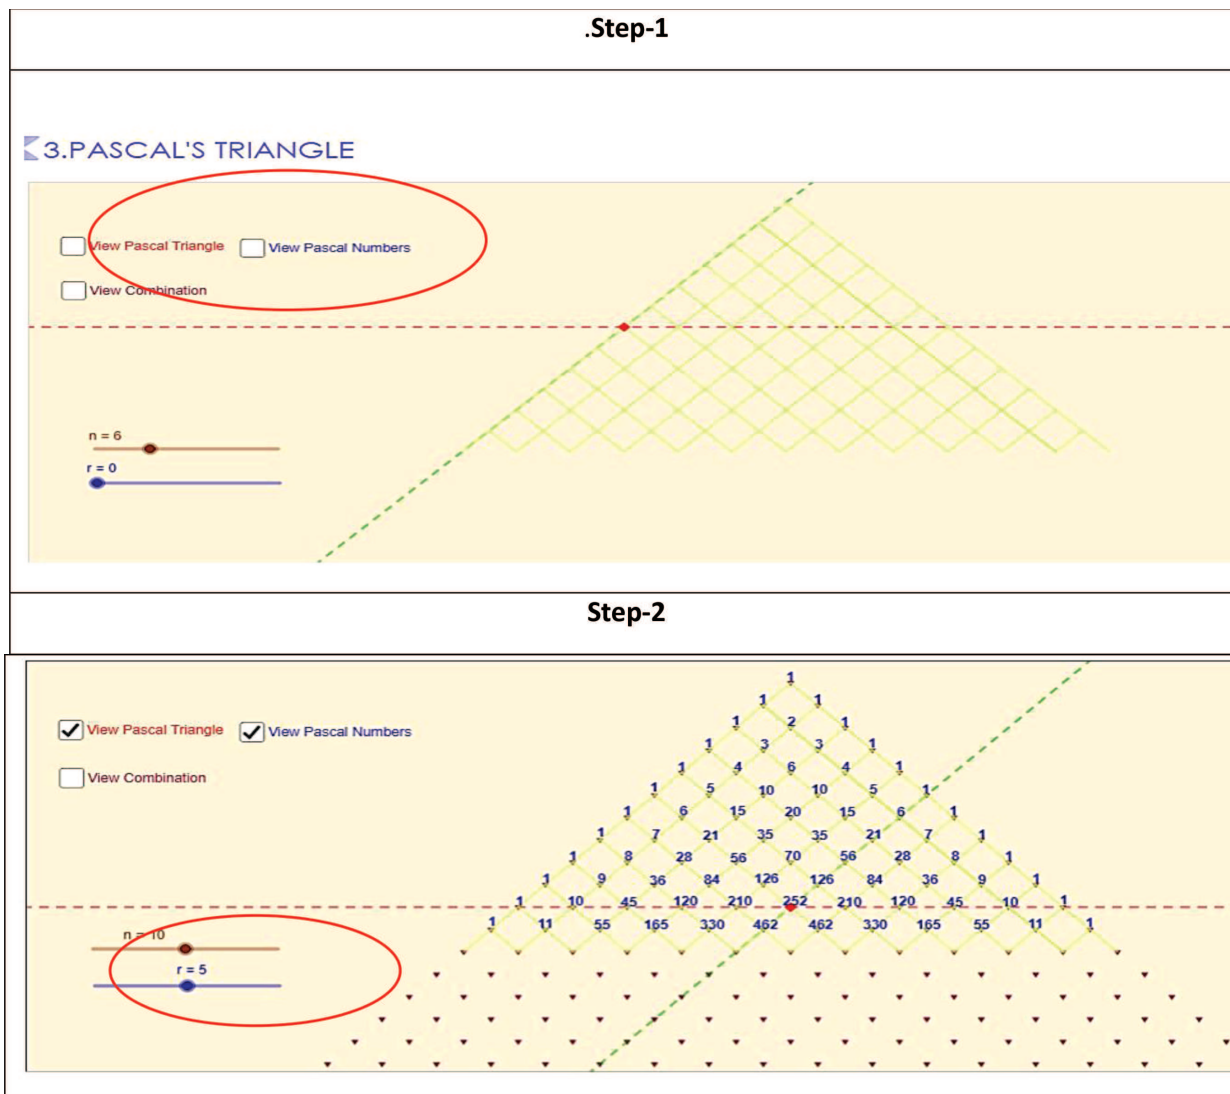 .Step-1
3.PASCAL'S TRIANGLE
View Pascal Triangle View Pascal Numbers
View Combination
n = 6
r = 0
Step-2
View Pascal Triangle View Pascal Numbers
View Combination
1
1 1
1 2 1
1 3 3 1
1 4 6 4 1
1 5 10 10 5 1
1 6 15 20 15 6 1
1 7 21 35 35 21 7 1
1 8 28 56 70 56 28 8 1
1 9 36 84 126 126 84 36 9 1
1 10 45 120 210 252 210 120 45 10 1
1 11 55 165 330 462 462 330 165 55 11 1
n = 10
r = 5